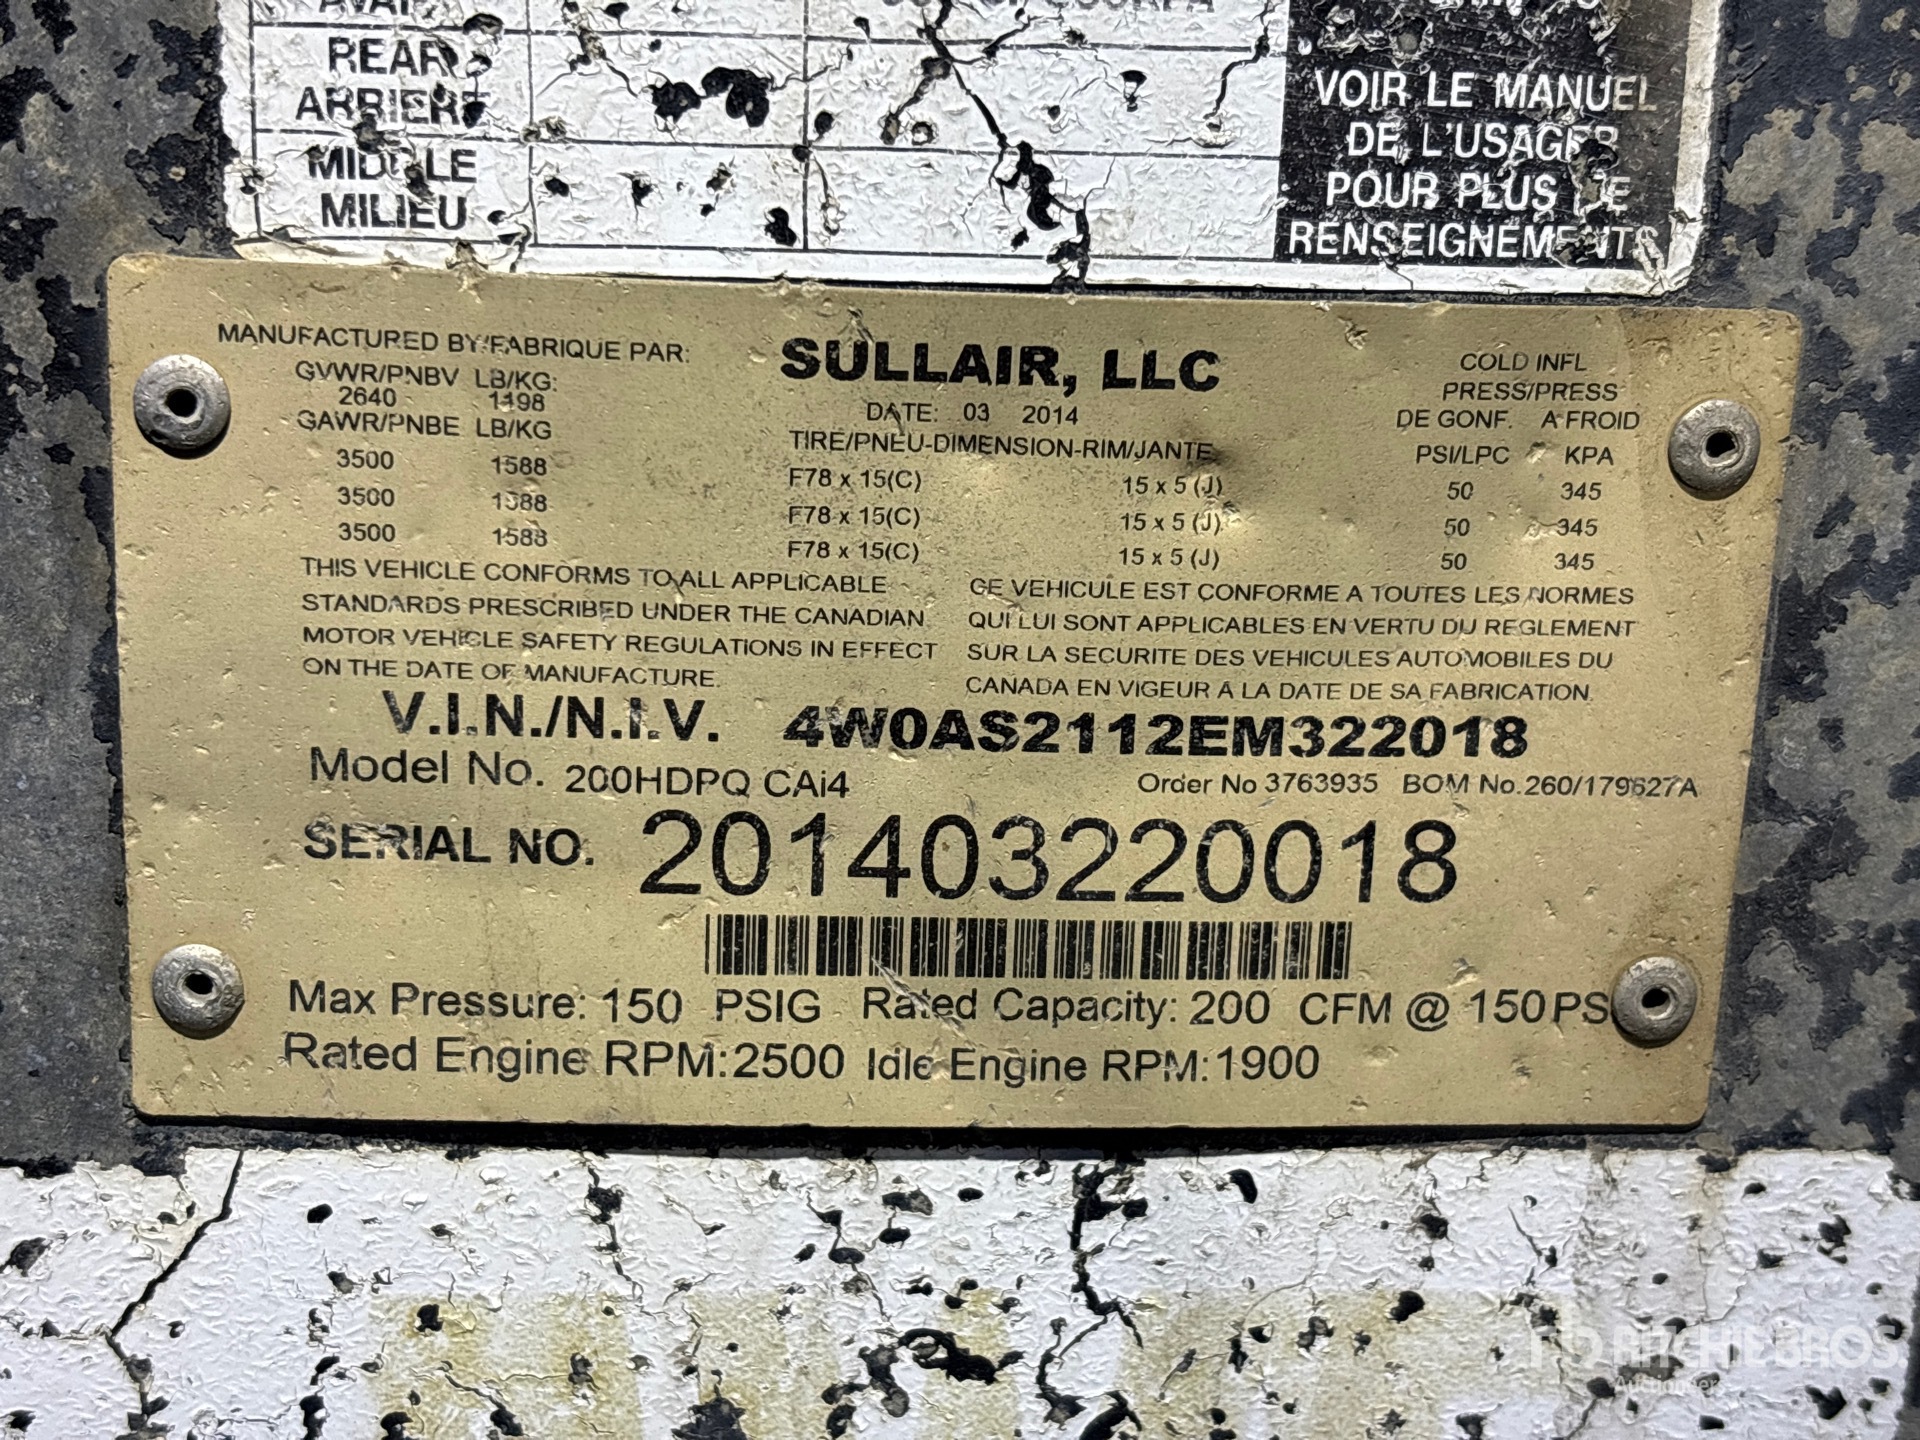 REAR
ARRIERE
MIDDLE
MILIEU
VOIR LE MANUEL
DE L'USAGER
POUR PLUS DE
RENSEIGNEMENTS
MANUFACTURED BY/FABRIQUE PAR: SULLAIR, LLC
GVWR/PNBV LB/KG:
2640 1198
DATE: 03 2014
COLD INFL
PRESS/PRESS
DE GONF. A FROID
GAWR/PNBE LB/KG TIRE/PNEU-DIMENSION-RIM/JANTE PSI/LPC KPA
3500 1588 F78 x 15(C) 15 x 5 (J) 50 345
3500 1588 F78 x 15(C) 15 x 5 (J) 50 345
3500 1588 F78 x 15(C) 15 x 5 (J) 50 345
THIS VEHICLE CONFORMS TO ALL APPLICABLE
STANDARDS PRESCRIBED UNDER THE CANADIAN
MOTOR VEHICLE SAFETY REGULATIONS IN EFFECT
ON THE DATE OF MANUFACTURE.
CE VEHICULE EST CONFORME A TOUTES LES NORMES
QUI LUI SONT APPLICABLES EN VERTU DU REGLEMENT
SUR LA SECURITE DES VEHICULES AUTOMOBILES DU
CANADA EN VIGEUR A LA DATE DE SA FABRICATION.
V.I.N./N.I.V. 4W0AS2112EM322018
Model No. 200HDPQ CAi4 Order No 3763935 BOM No.260/179627A
SERIAL NO. 201403220018
Max Pressure: 150 PSIG Rated Capacity: 200 CFM @ 150PS
Rated Engine RPM:2500 Idle Engine RPM:1900
RITCHIE BROS.
Auctioneers